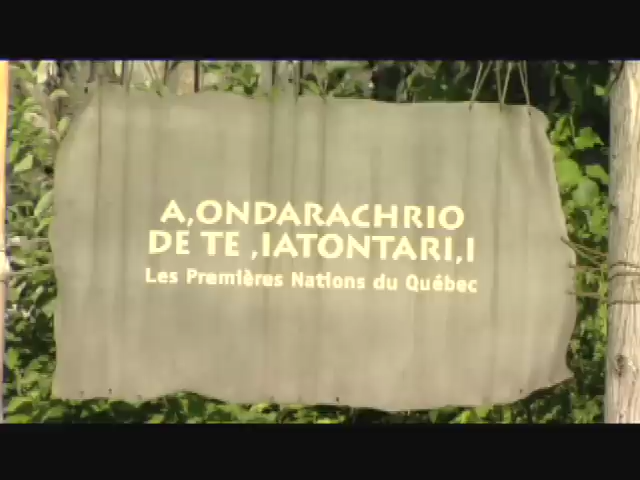 A,ONDARACHRIO
DE TE ,IATONTARI,I
Les Premières Nations du Québec